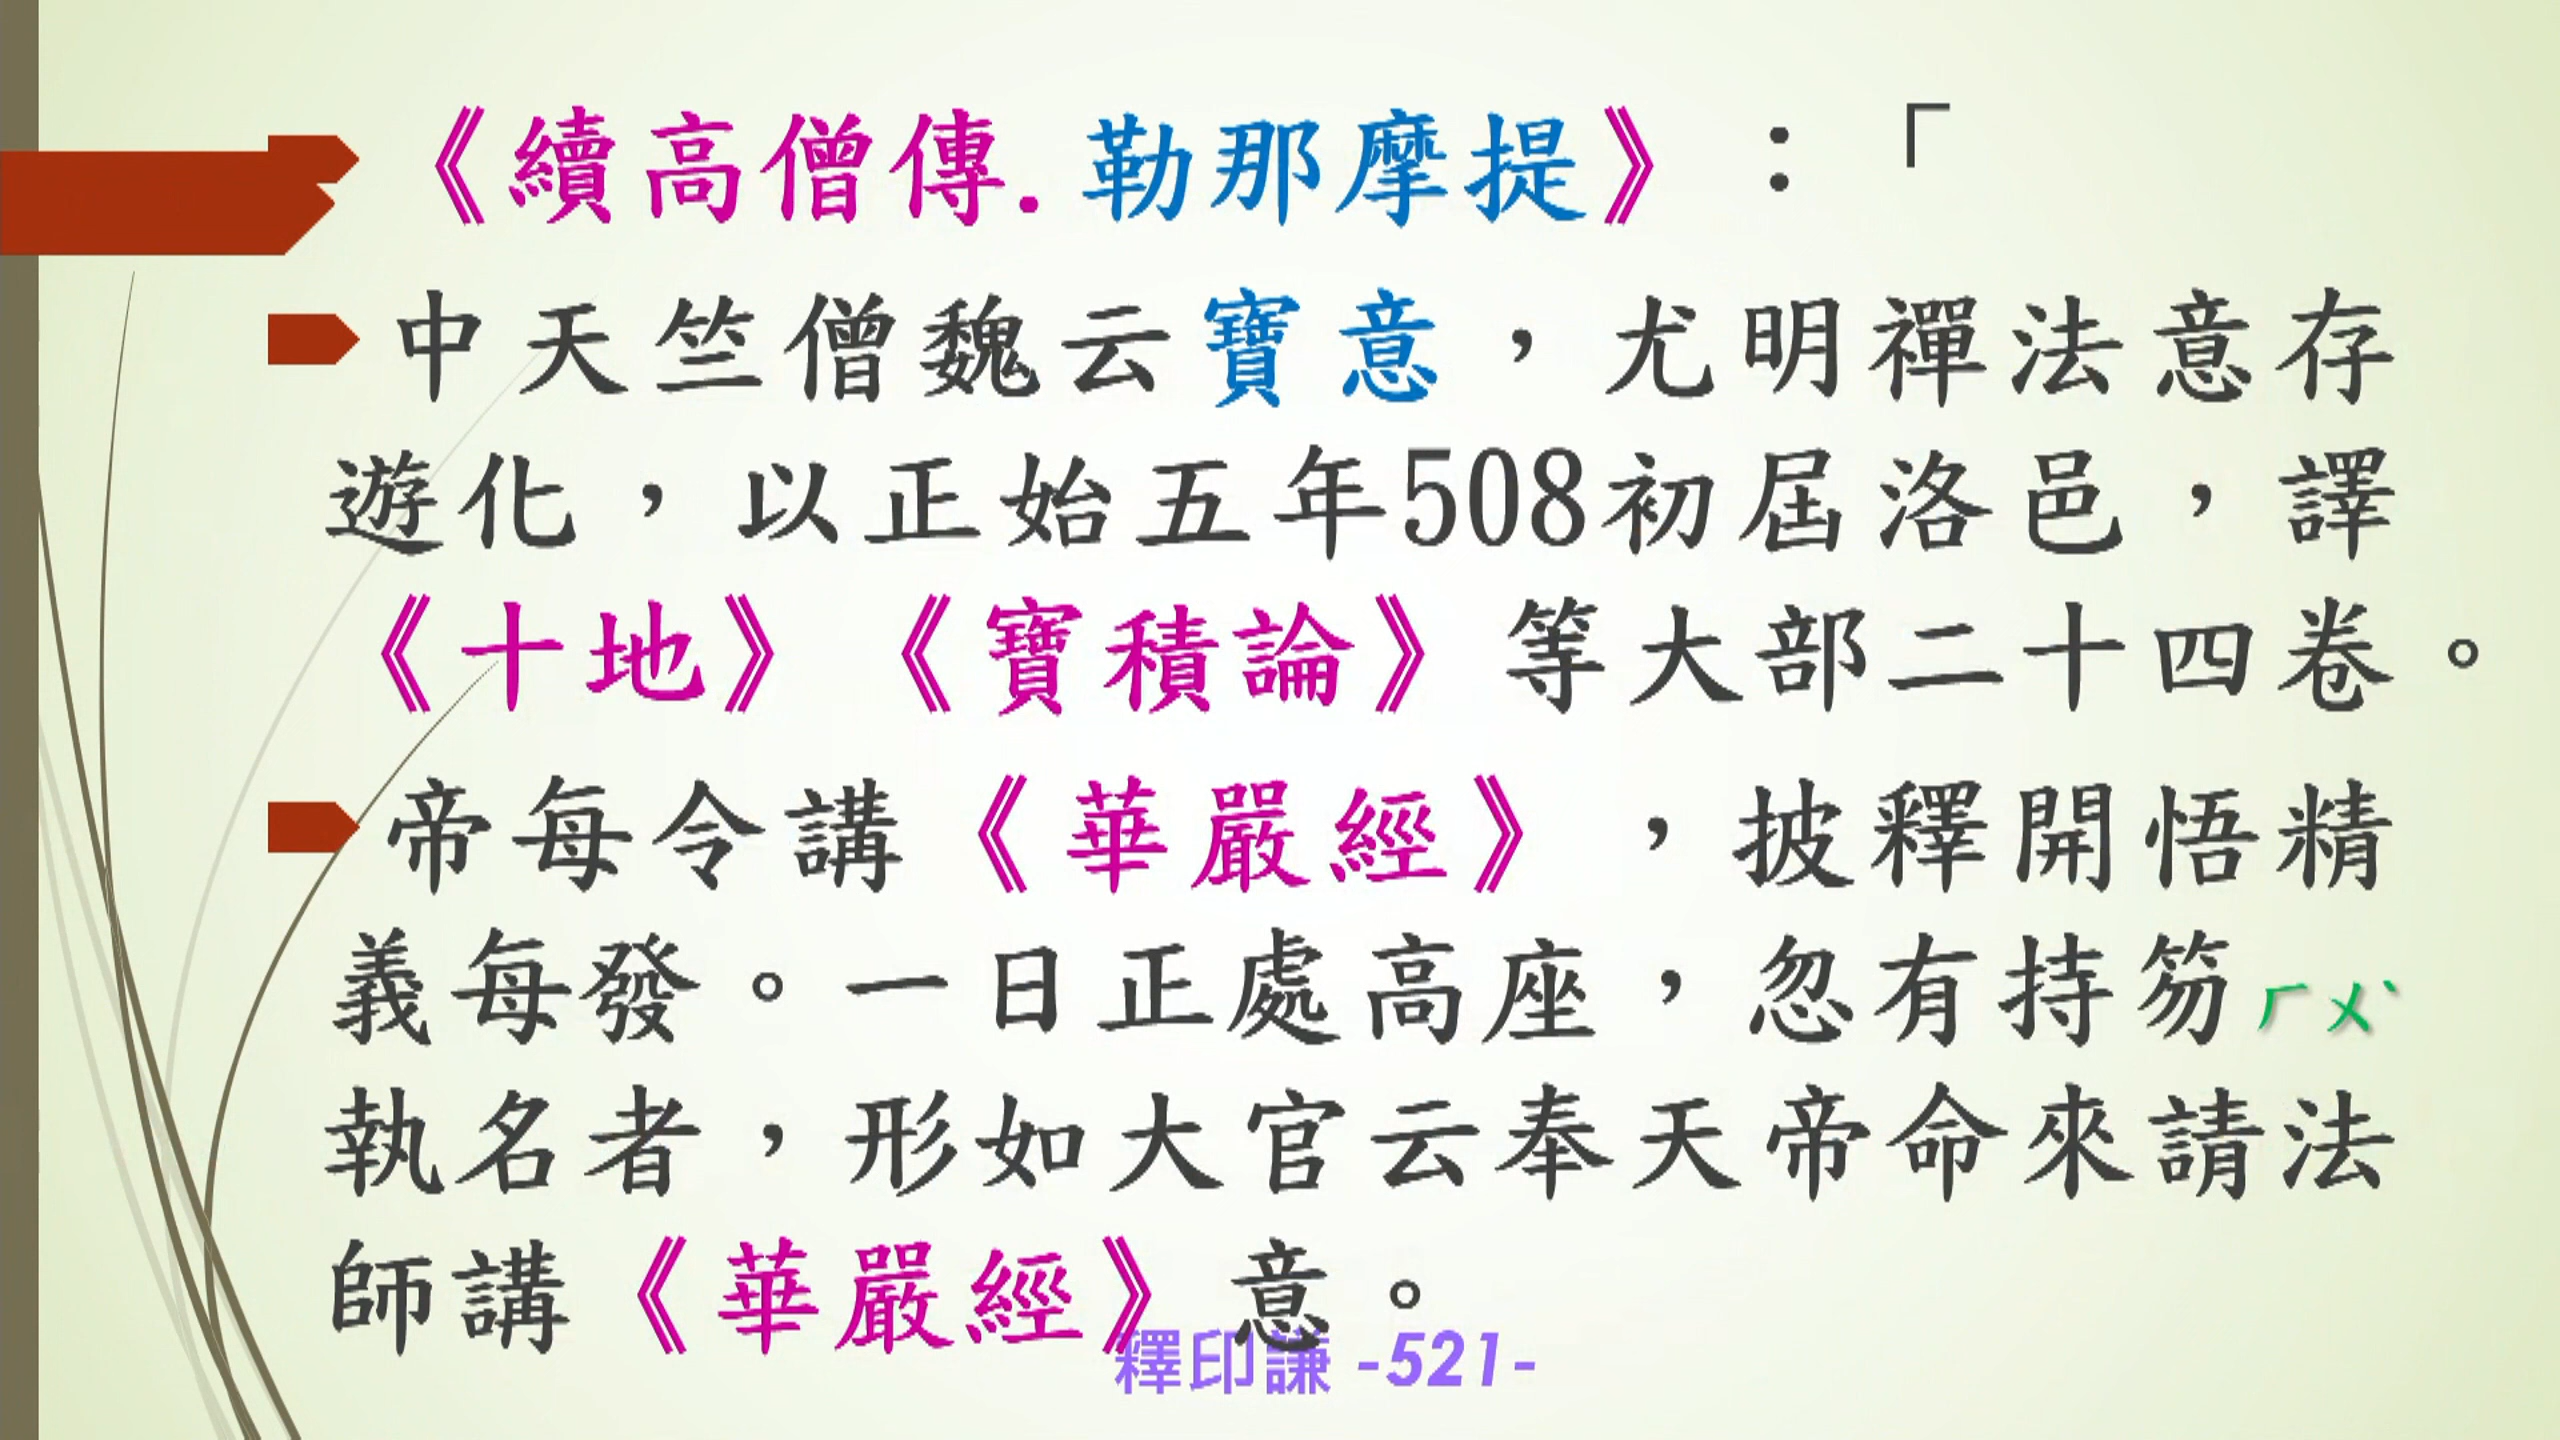 《續高僧傳.勒那摩提》：「
中天竺僧魏云寶意，尤明禪法意存
遊化，以正始五年508初屆洛邑，譯
《十地》《寶積論》等大部二十四卷。
帝每令講《華嚴經》，披釋開悟精
義每發。一日正處高座，忽有持笏ㄏㄨˋ
執名者，形如大官云奉天帝命來請法
師講《華嚴經》意。
釋印謙 -521-